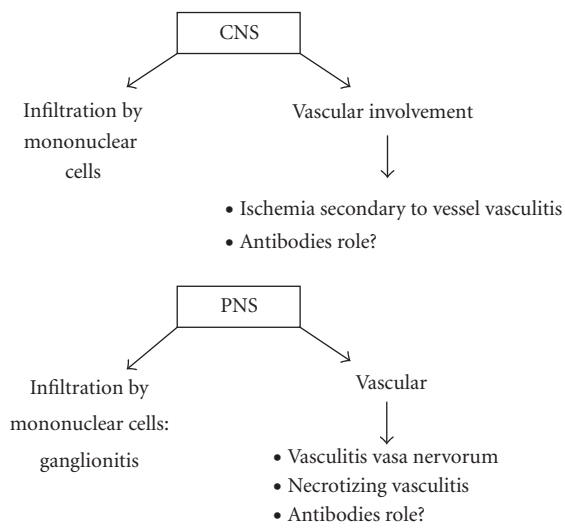 CNS
Infiltration by
mononuclear
cells
Vascular involvement
• Ischemia secondary to vessel vasculitis
• Antibodies role?
PNS
Infiltration by
mononuclear cells:
ganglionitis
Vascular
• Vasculitis vasa nervorum
• Necrotizing vasculitis
• Antibodies role?